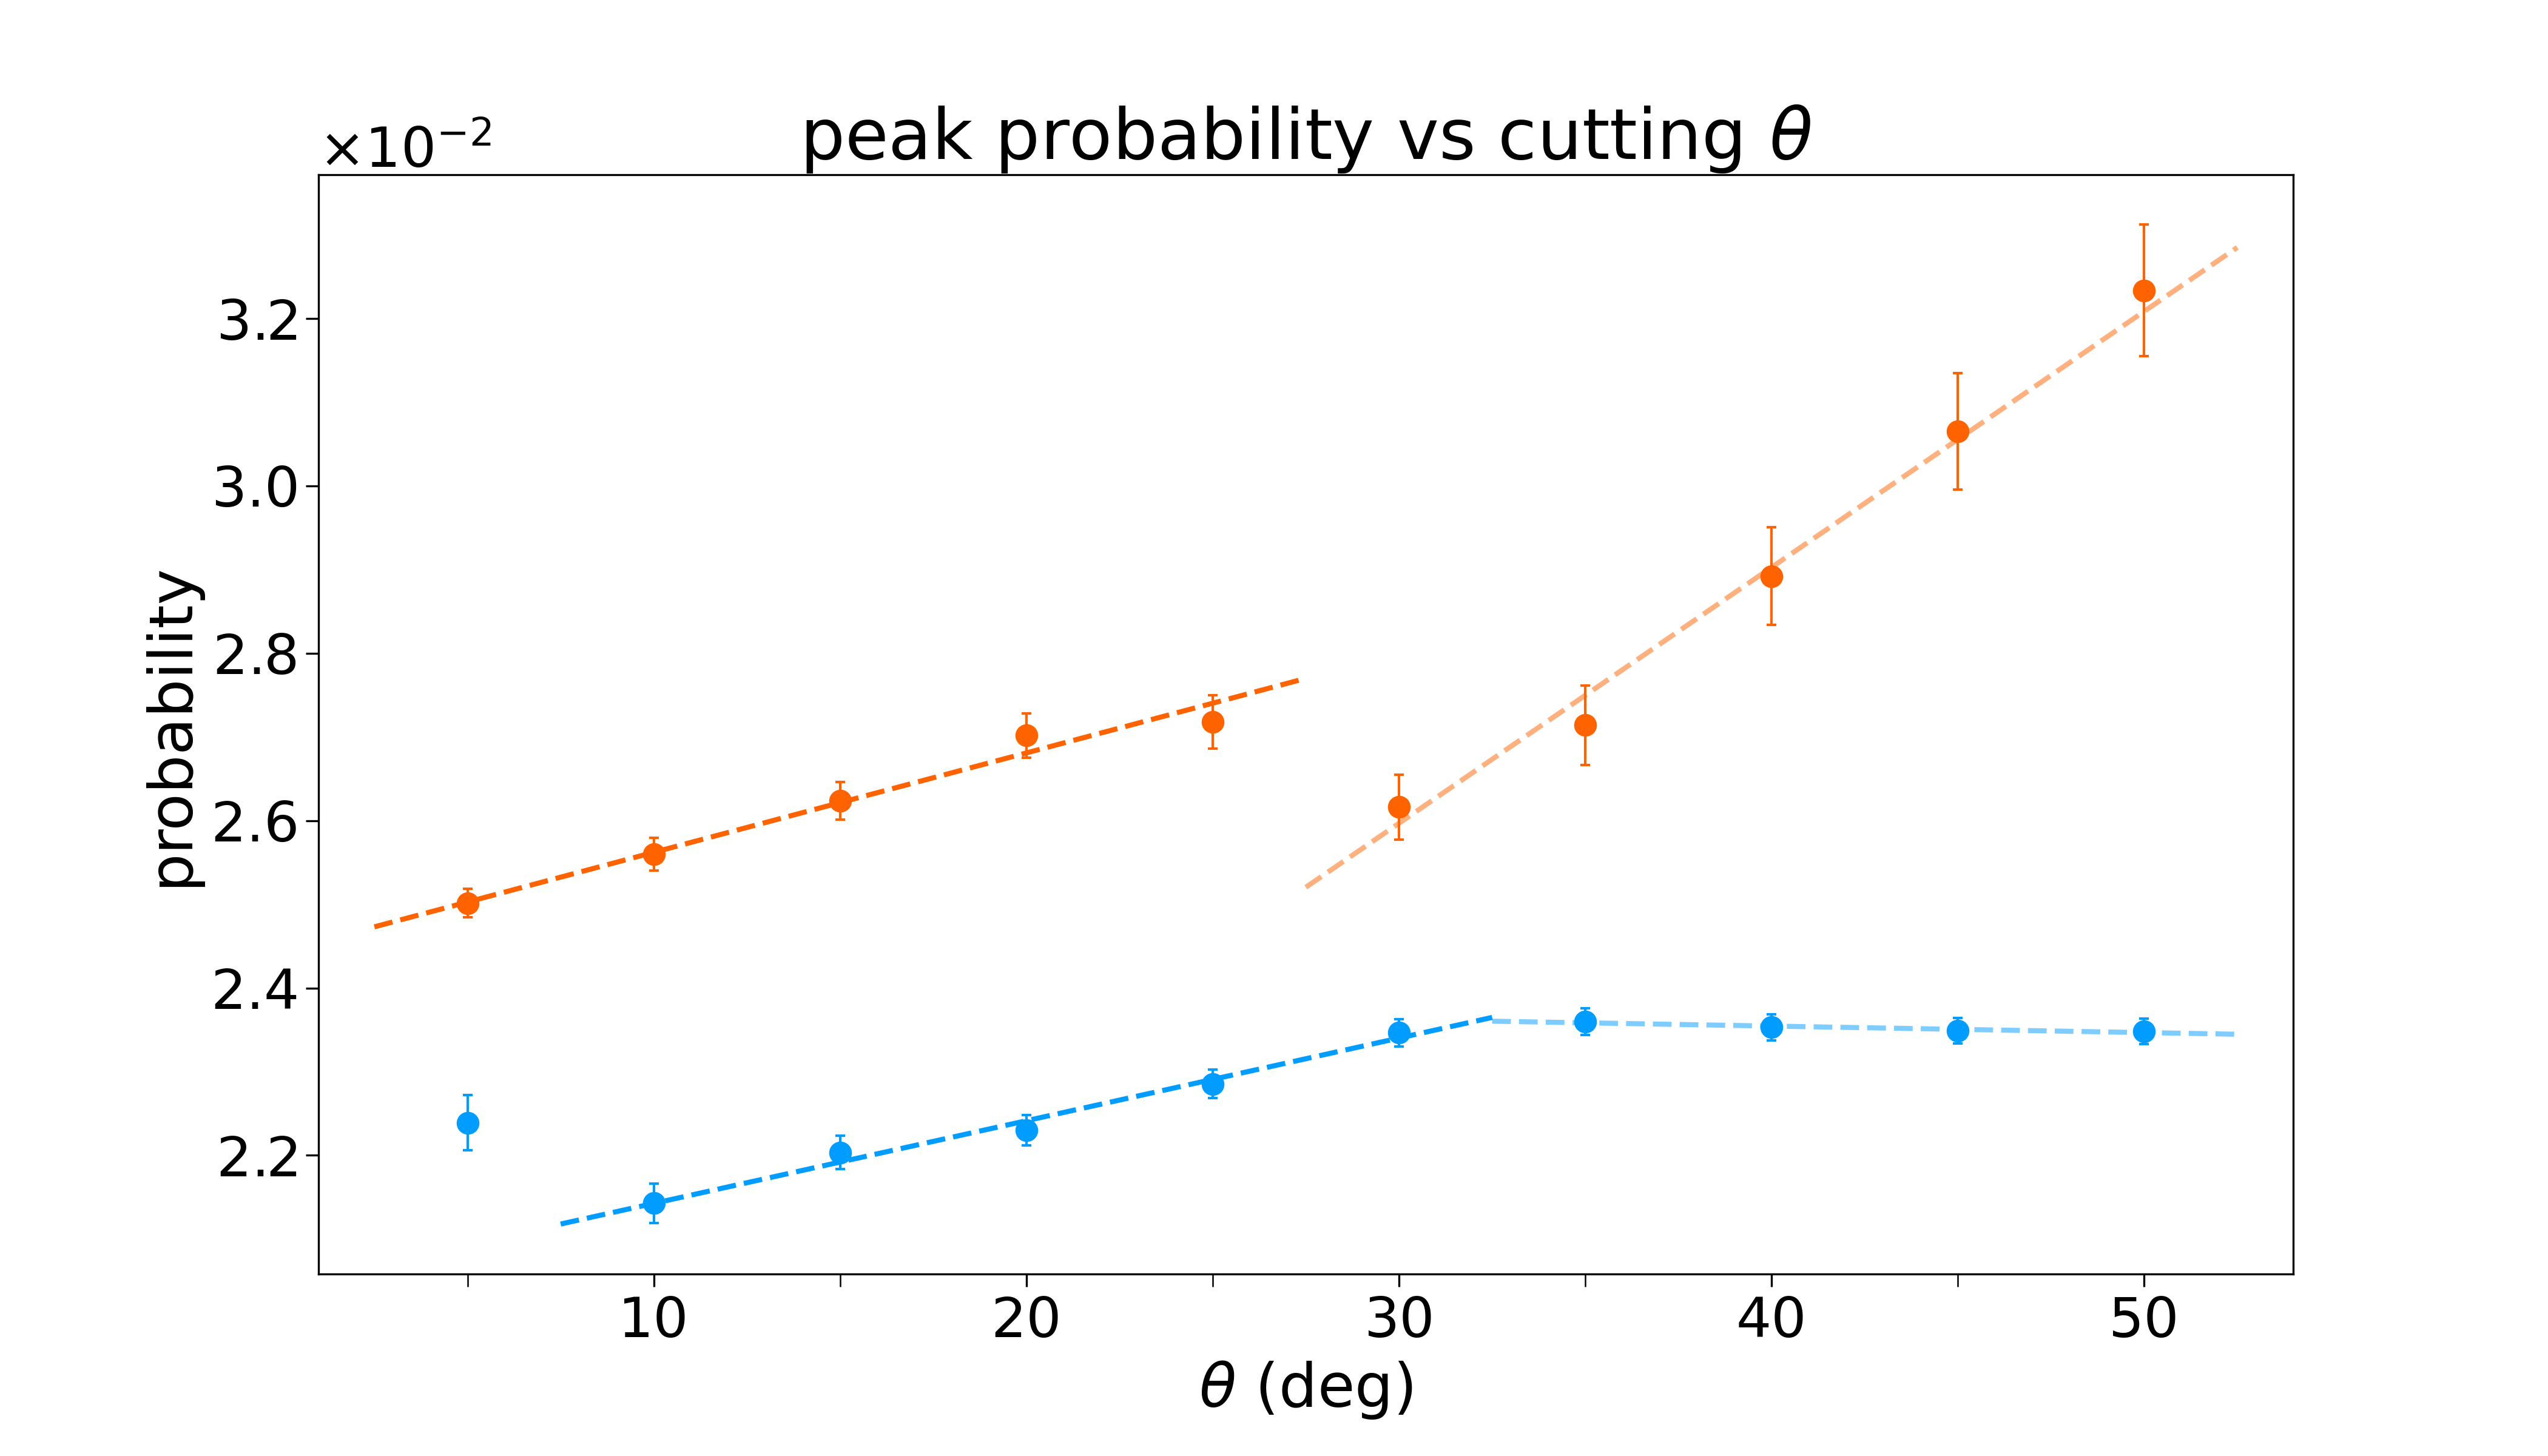 peak probability vs cutting θ
×10⁻²
probability
3.2
3.0
2.8
2.6
2.4
2.2
10 20 30 40 50
θ (deg)